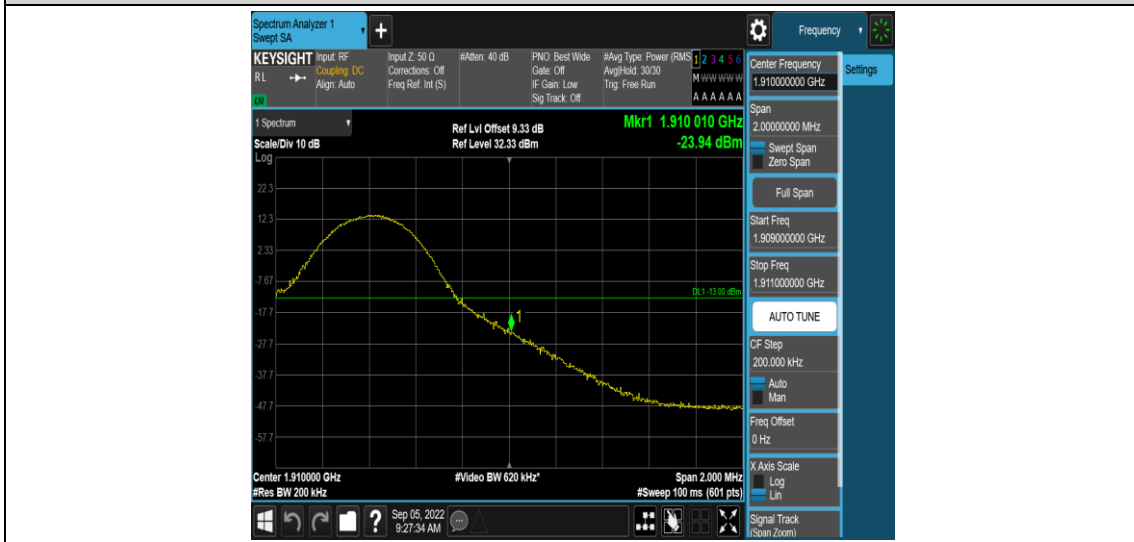 Spectrum Analyzer 1
Swept SA
+
Frequency
KEYSIGHT
RL
Input: RF
Coupling: DC
Align: Auto
Input Z: 50 Ω
Corrections: Off
Freq Ref: Int (S)
#Atten: 40 dB
PNO: Best Wide
Gate: Off
IF Gain: Low
Sig Track: Off
#Avg Type: Power (RMS
Avg|Hold: 30/30
Trig: Free Run
1 2 3 4 5 6
M W W W W W
A A A A A A
1 Spectrum
Scale/Div 10 dB
Log
Ref Lvl Offset 9.33 dB
Ref Level 32.33 dBm
Mkr1 1.910 010 GHz
-23.94 dBm
22.3
12.3
2.33
-7.67
-17.7
-27.7
-37.7
-47.7
-57.7
DL1 -13.00 dBm
1
Center 1.910000 GHz
#Res BW 200 kHz
#Video BW 620 kHz*
Span 2.000 MHz
#Sweep 100 ms (601 pts)
Center Frequency
1.910000000 GHz
Settings
Span
2.00000000 MHz
Swept Span
Zero Span
Full Span
Start Freq
1.909000000 GHz
Stop Freq
1.911000000 GHz
AUTO TUNE
CF Step
200.000 kHz
Auto
Man
Freq Offset
0 Hz
X Axis Scale
Log
Lin
Signal Track
(Span Zoom)
?
Sep 05, 2022
9:27:34 AM